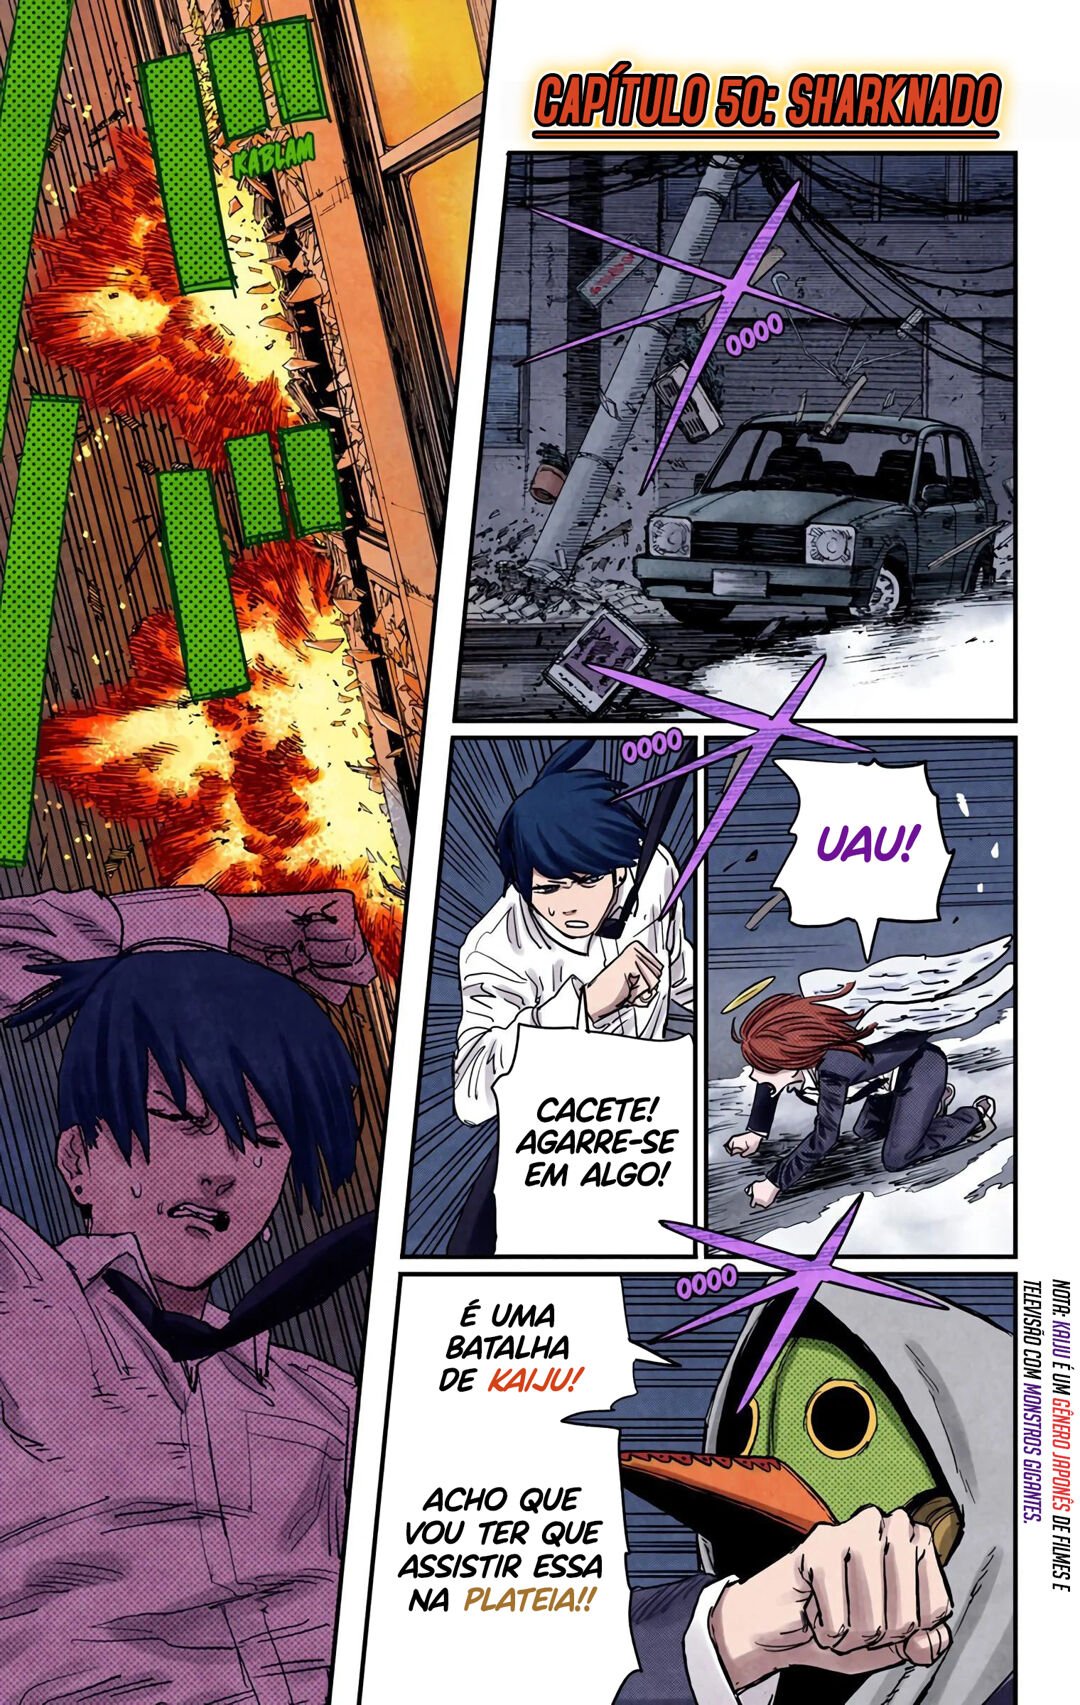 CAPÍTULO 50: SHARKNADO
KABLAM
OOOO
OOOO
UAU!
CACETE!
AGARRE-SE
EM ALGO!
OOOO
É UMA
BATALHA
DE KAIJU!
ACHO QUE
VOU TER QUE
ASSISTIR ESSA
NA PLATEIA!!
NOTA: KAIJU É UM GÊNERO JAPONÊS DE FILMES E
TELEVISÃO COM MONSTROS GIGANTES.